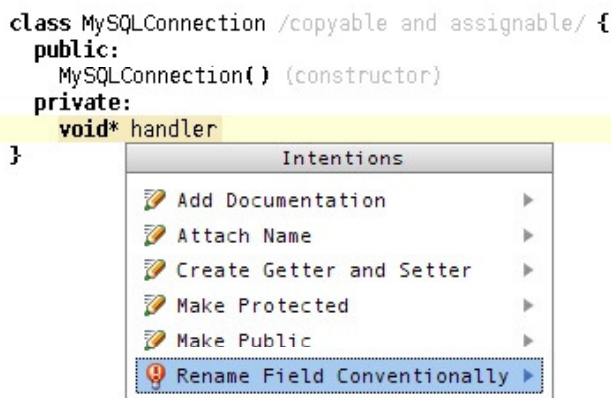 class MySQLConnection /copyable and assignable/ {
public:
MySQLConnection() (constructor)
private:
void* handler
}
Intentions
Add Documentation
Attach Name
Create Getter and Setter
Make Protected
Make Public
Rename Field Conventionally